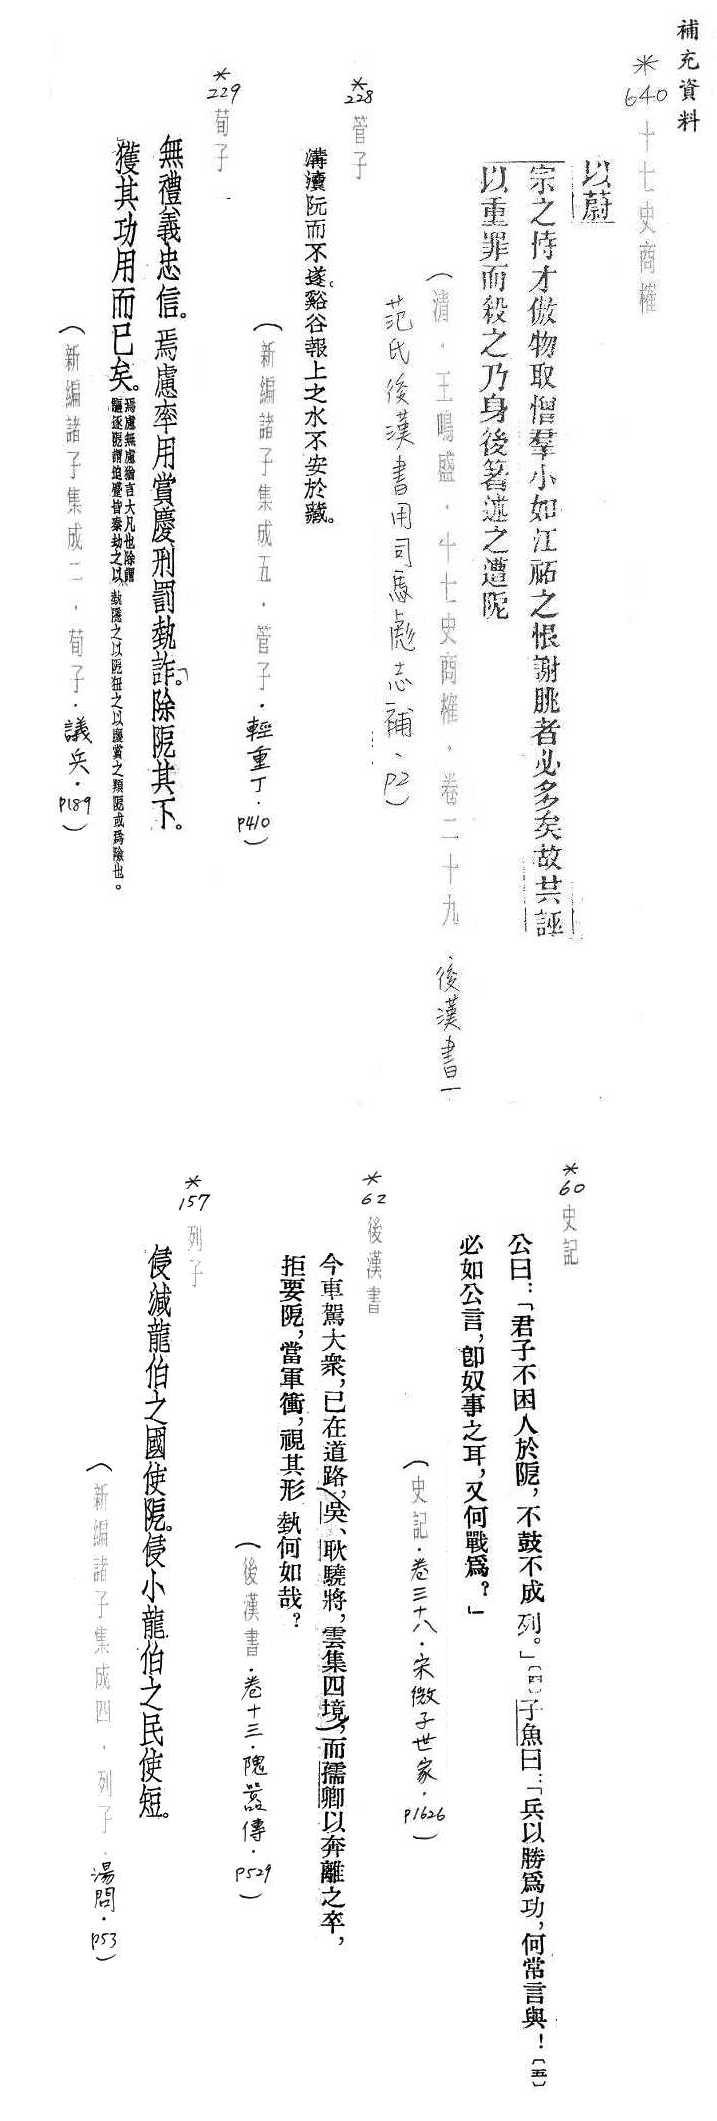 補充資料
*640 十七史商榷
以蔚
宗之恃才傲物取憎羣小如江祏之恨謝朓者必多矣故其誣
以重罪而殺之乃身後箸述之遭阸
（清．王鳴盛．十七史商榷．卷二十九 後漢書一
范氏後漢書用司馬彪志補、P2）
*228 管子
溝瀆阮而不遂。谿谷報上之水不安於藏。
（新編諸子集成五．管子．輕重丁．P410）
*229 荀子
無禮義忠信。焉慮率用賞慶刑罰埶詐。除阸其下。
獲其功用而已矣。焉慮無慮猶言大凡也除謂驅逐阸謂迫蹙皆秦劫之以埶隱之以阸狃之以慶賞之類阸或爲險也。
（新編諸子集成二．荀子．議兵．P189）
*60 史記
公曰：「君子不困人於阸，不鼓不成列。」〔四〕子魚曰：「兵以勝爲功，何常言與！〔五〕
必如公言，卽奴事之耳，又何戰爲？」
（史記．卷三十八．宋微子世家．P1626）
*62 後漢書
今車駕大衆，已在道路，吳、耿驍將，雲集四境，而孺卿以奔離之卒，
拒要阸，當軍衝，視其形埶何如哉？
（後漢書．卷十三．隗囂傳．P529）
*157 列子
侵減龍伯之國使阸。侵小龍伯之民使短。
（新編諸子集成四．列子．湯問．P53）